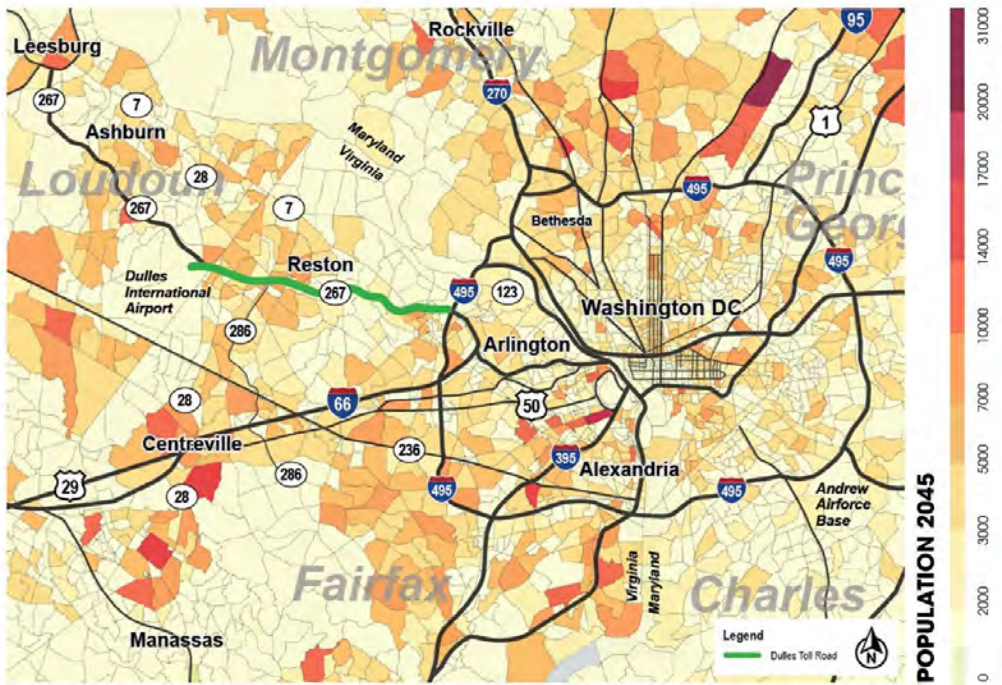 Leesburg
Montgomery
Rockville
95
267
7
270
1
Ashburn
Maryland
Virginia
Loudoun
28
495
Princ
Georg
267
7
Bethesda
Reston
Dulles
International
Airport
267
495
123
495
Washington DC
286
Arlington
28
66
50
Centreville
236
395
Alexandria
29
28
286
495
495
Andrew
Airforce
Base
Fairfax
Virginia
Maryland
Charles
Manassas
Legend
Dulles Toll Road
N
POPULATION 2045
0
2000
3000
5000
7000
10000
14000
17000
20000
31000